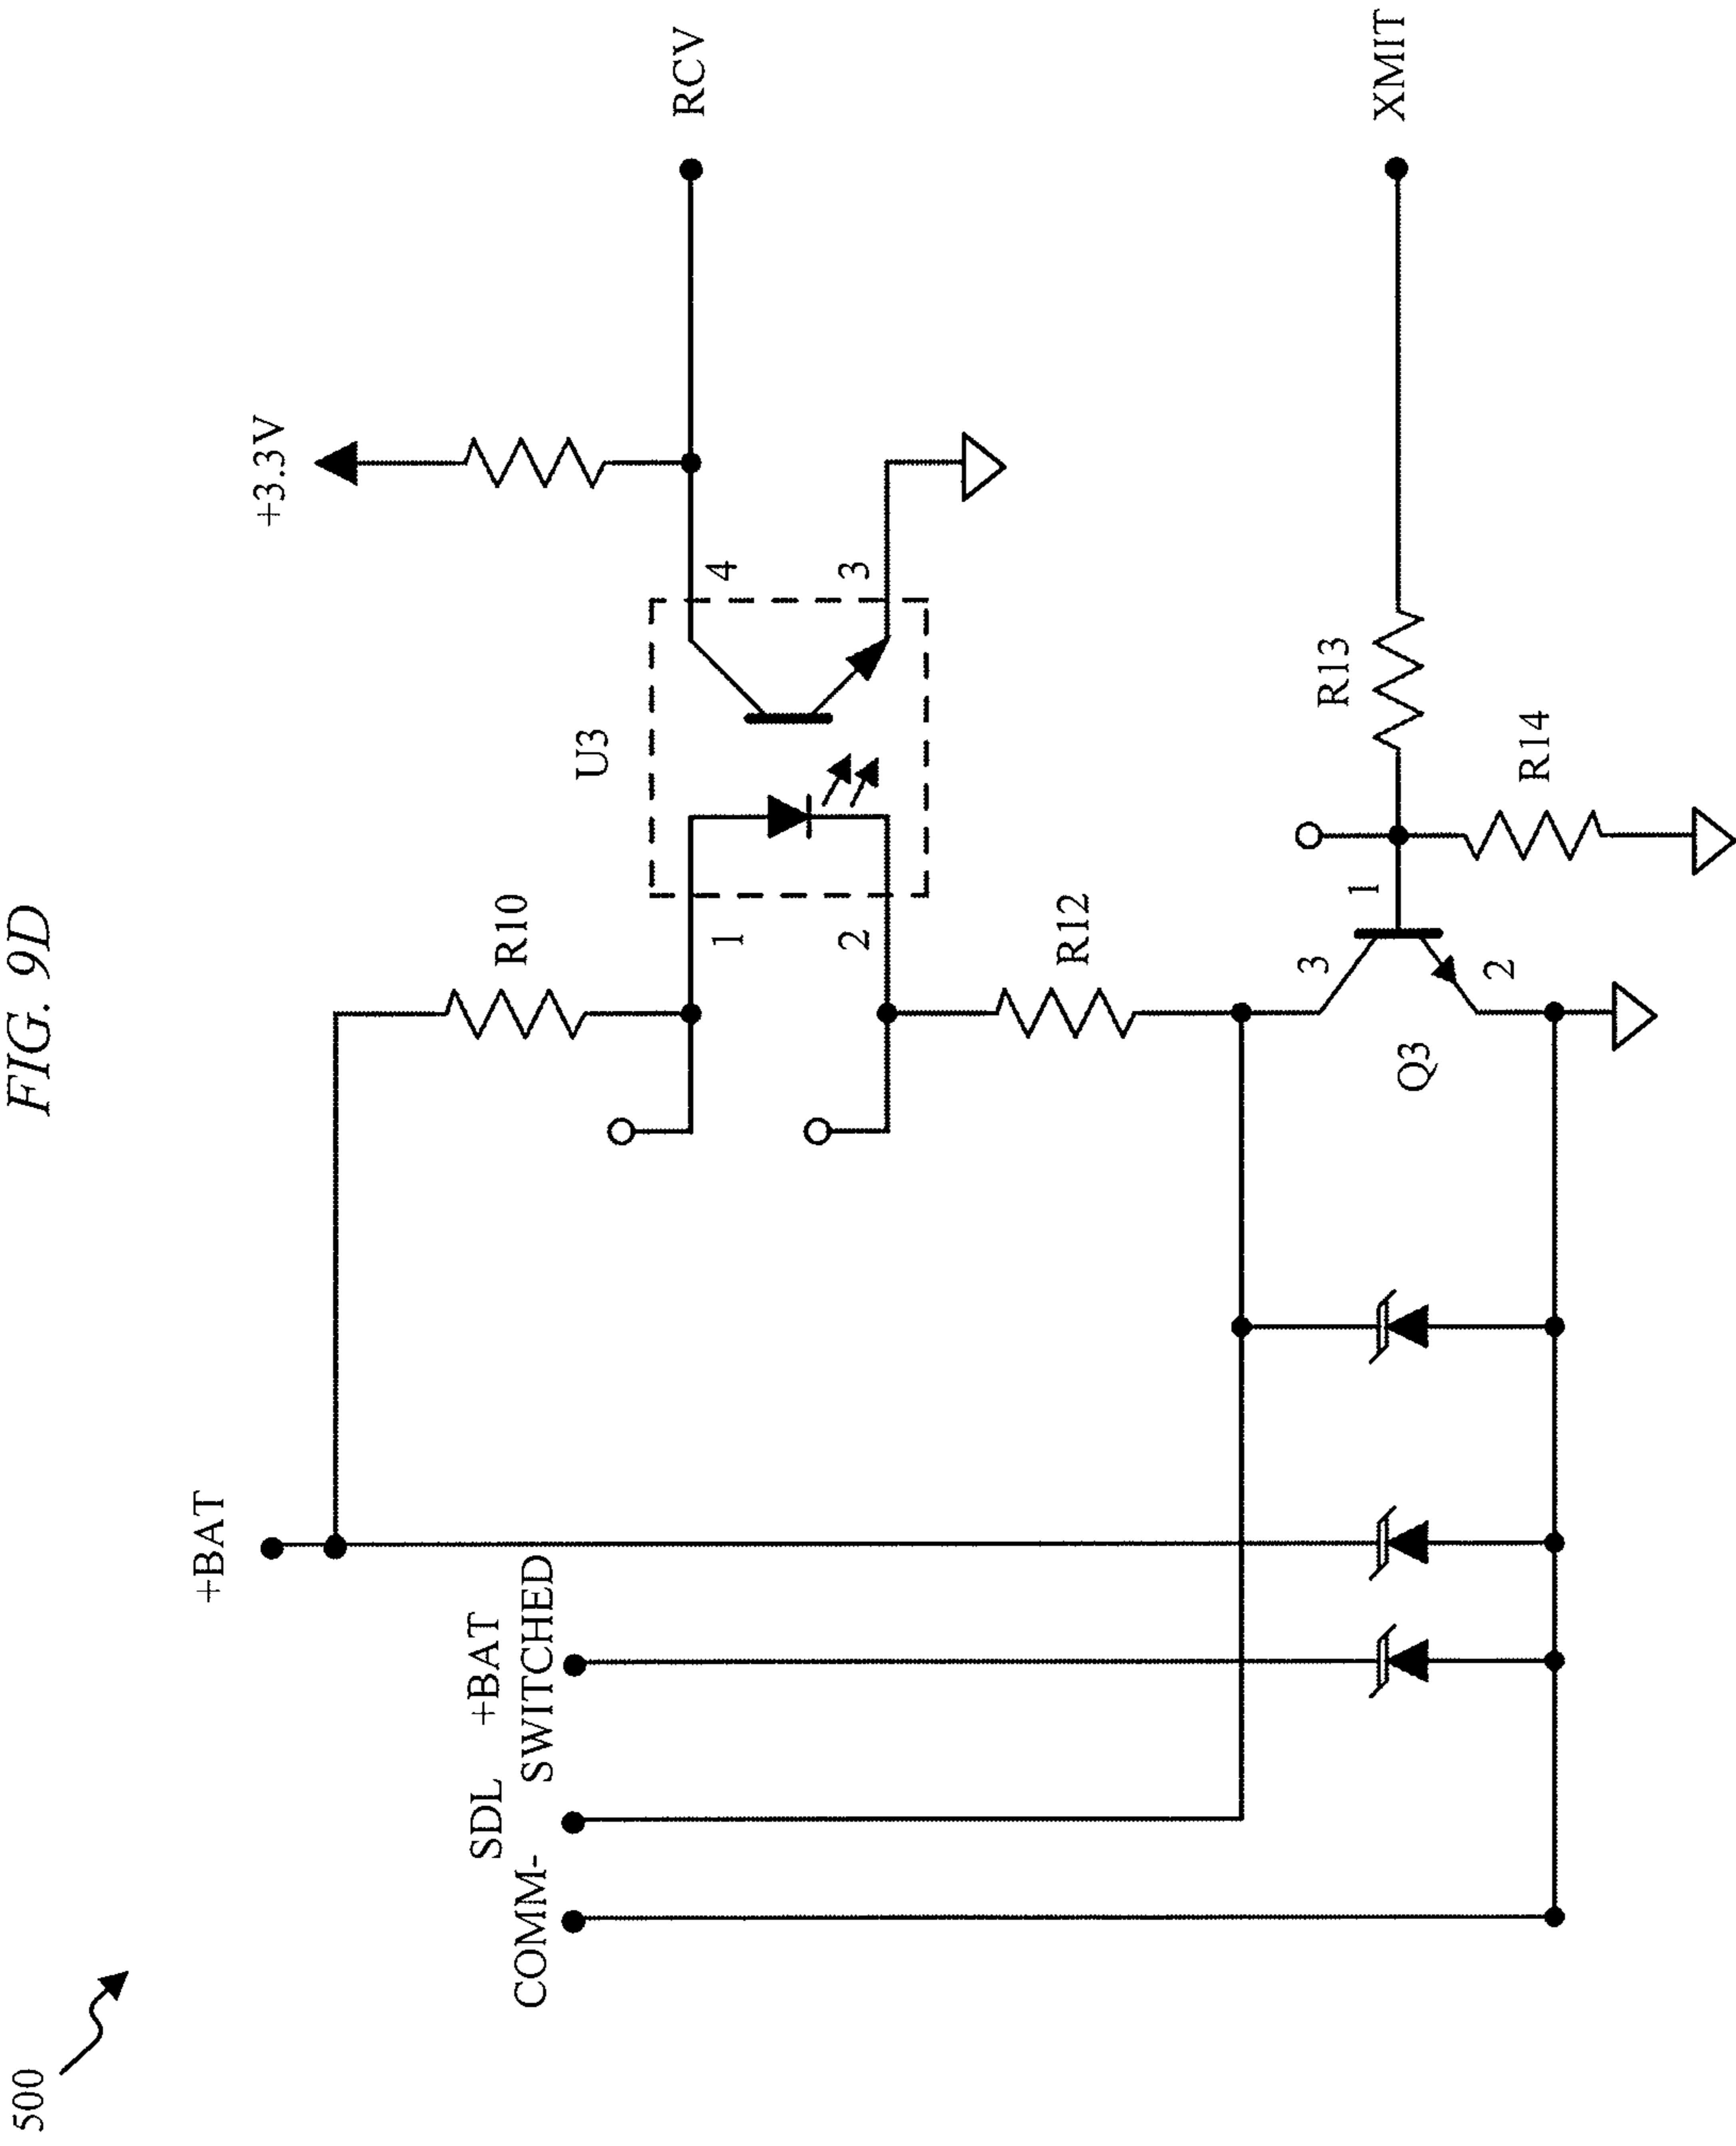 FIG. 9D
500
+BAT
+3.3V
COMM-
SDL
+BAT
SWITCHED
R10
U3
1
2
4
3
RCV
R12
3
1
2
Q3
R13
R14
XMIT